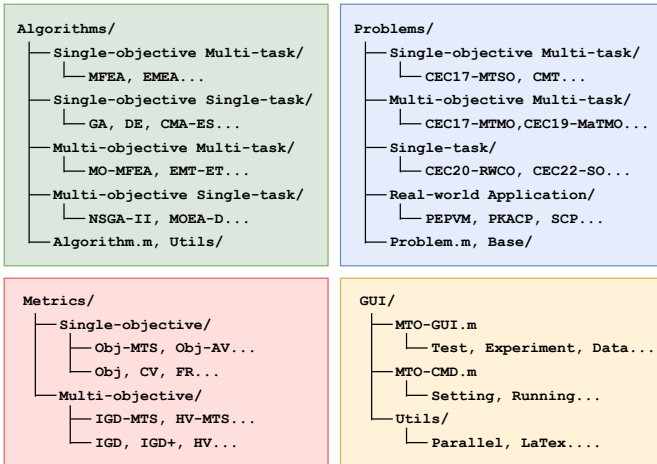 Algorithms/
Single-objective Multi-task/
MFEA, EMEA...
Single-objective Single-task/
GA, DE, CMA-ES...
Multi-objective Multi-task/
MO-MFEA, EMT-ET...
Multi-objective Single-task/
NSGA-II, MOEA-D...
Algorithm.m, Utils/
Problems/
Single-objective Multi-task/
CEC17-MTSO, CMT...
Multi-objective Multi-task/
CEC17-MTMO,CEC19-MaTMO...
Single-task/
CEC20-RWCO, CEC22-SO...
Real-world Application/
PEPVM, PKACP, SCP...
Problem.m, Base/
Metrics/
Single-objective/
Obj-MTS, Obj-AV...
Obj, CV, FR...
Multi-objective/
IGD-MTS, HV-MTS...
IGD, IGD+, HV...
GUI/
MTO-GUI.m
Test, Experiment, Data...
MTO-CMD.m
Setting, Running...
Utils/
Parallel, LaTex....